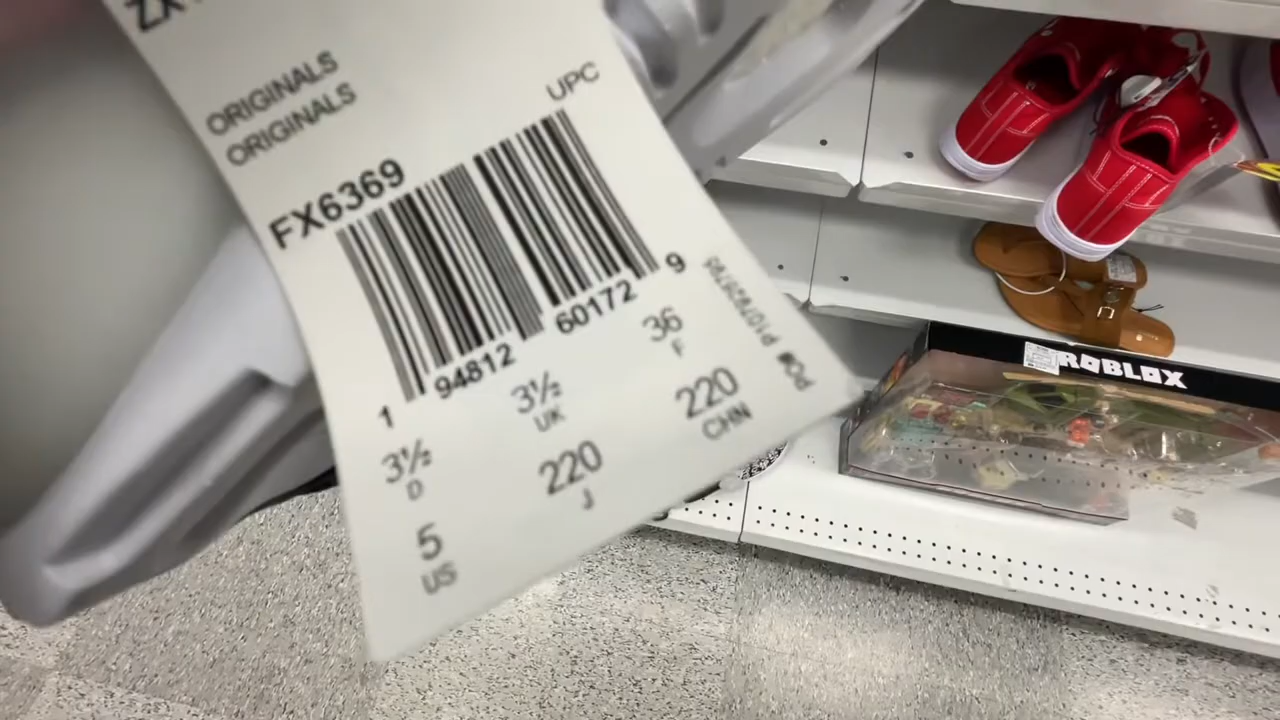 ORIGINALS
ORIGINALS
UPC
FX6369
1 94812 60172 9
3½ D
3½ UK
36 F
5 US
220 J
220 CHN
ROBLOX